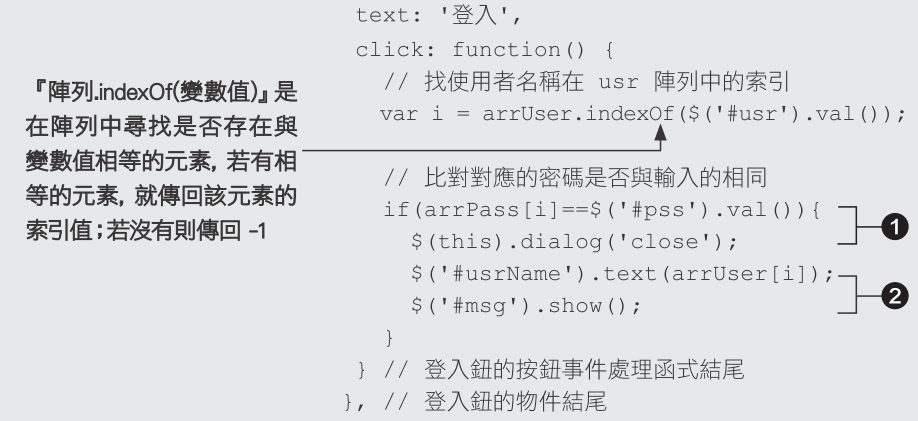 text: '登入',
click: function() {
// 找使用者名稱在 usr 陣列中的索引
var i = arrUser.indexOf($('#usr').val());
『陣列.indexOf(變數值)』是
在陣列中尋找是否存在與
變數值相等的元素, 若有相
等的元素, 就傳回該元素的
索引值；若沒有則傳回 -1
// 比對對應的密碼是否與輸入的相同
if(arrPass[i]==$('#pss').val()){
$(this).dialog('close');
❶
$('#usrName').text(arrUser[i]);
$('#msg').show();
❷
}
} // 登入鈕的按鈕事件處理函式結尾
}, // 登入鈕的物件結尾